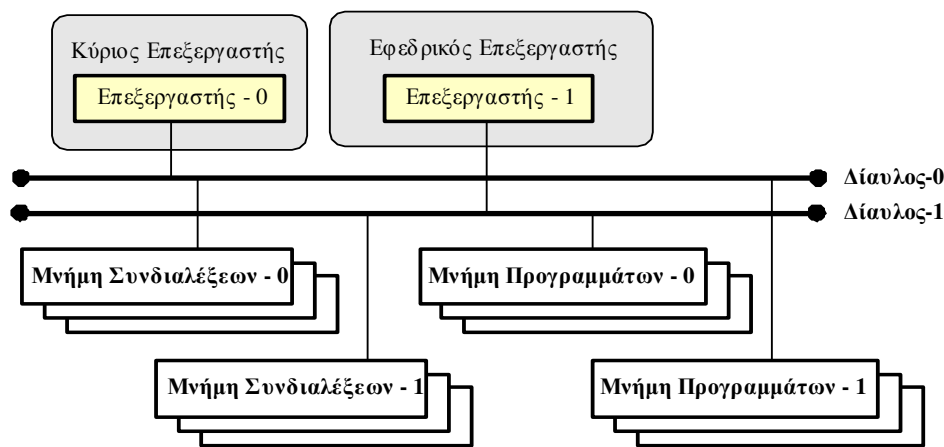 Κύριος Επεξεργαστής
Επεξεργαστής - 0
Εφεδρικός Επεξεργαστής
Επεξεργαστής - 1
Δίαυλος-0
Δίαυλος-1
Μνήμη Συνδιαλέξεων - 0
Μνήμη Προγραμμάτων - 0
Μνήμη Συνδιαλέξεων - 1
Μνήμη Προγραμμάτων - 1